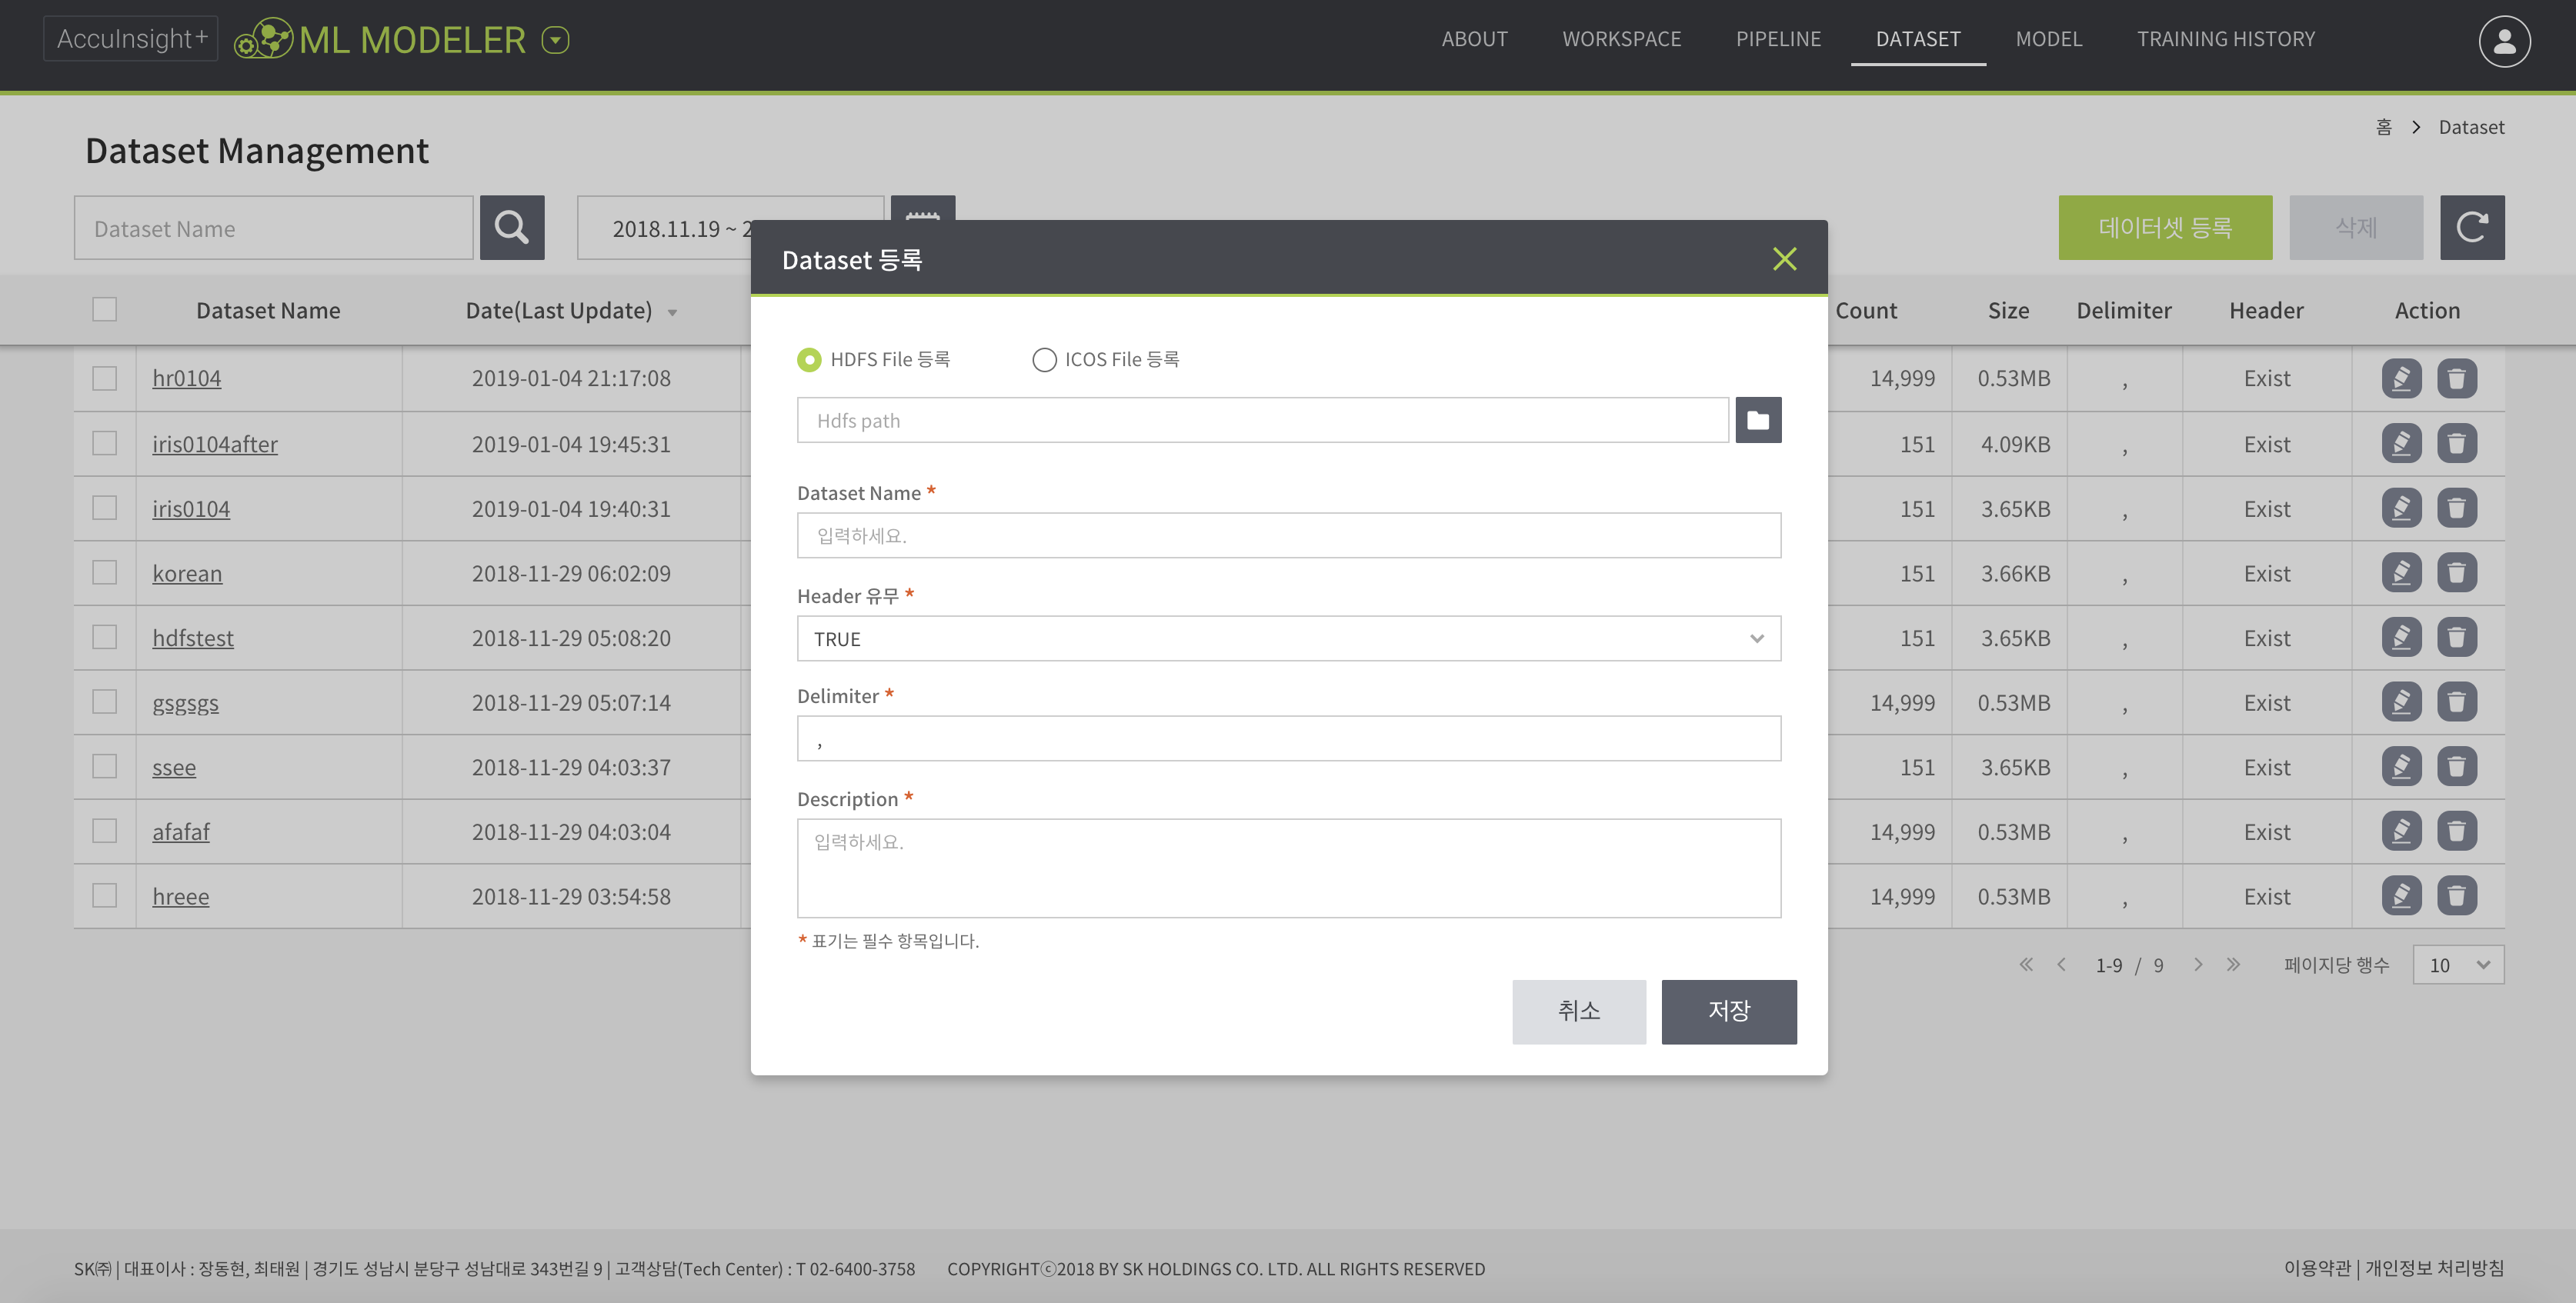 AccuInsight+ ML MODELER ABOUT WORKSPACE PIPELINE DATASET MODEL TRAINING HISTORY
홈 > Dataset
Dataset Management
Dataset Name 2018.11.19 ~ 2 데이터셋 등록 삭제
Dataset Name Date(Last Update) Count Size Delimiter Header Action
hr0104 2019-01-04 21:17:08 14,999 0.53MB , Exist
iris0104after 2019-01-04 19:45:31 151 4.09KB , Exist
iris0104 2019-01-04 19:40:31 151 3.65KB , Exist
korean 2018-11-29 06:02:09 151 3.66KB , Exist
hdfstest 2018-11-29 05:08:20 151 3.65KB , Exist
gsgsgs 2018-11-29 05:07:14 14,999 0.53MB , Exist
ssee 2018-11-29 04:03:37 151 3.65KB , Exist
afafaf 2018-11-29 04:03:04 14,999 0.53MB , Exist
hreee 2018-11-29 03:54:58 14,999 0.53MB , Exist
1-9 / 9 페이지당 행수 10
Dataset 등록
HDFS File 등록 ICOS File 등록
Hdfs path
Dataset Name *
입력하세요.
Header 유무 *
TRUE
Delimiter *
,
Description *
입력하세요.
* 표기는 필수 항목입니다.
취소 저장
SK㈜ | 대표이사 : 장동현, 최태원 | 경기도 성남시 분당구 성남대로 343번길 9 | 고객상담(Tech Center) : T 02-6400-3758 COPYRIGHTⓒ2018 BY SK HOLDINGS CO. LTD. ALL RIGHTS RESERVED 이용약관 | 개인정보 처리방침